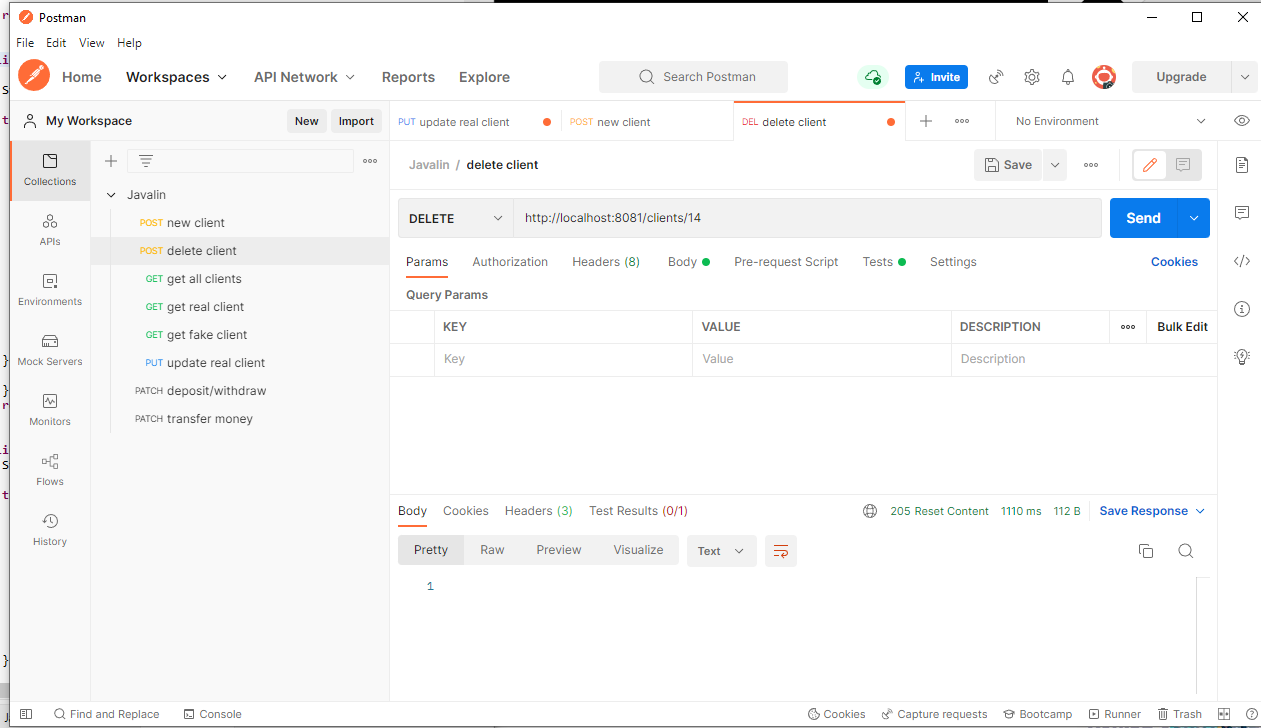 Postman
File Edit View Help
Home Workspaces API Network Reports Explore Search Postman Invite Upgrade
My Workspace New Import
PUT update real client POST new client DEL delete client No Environment
Collections
APIs
Environments
Mock Servers
Monitors
Flows
History
Javalin
POST new client
POST delete client
GET get all clients
GET get real client
GET get fake client
PUT update real client
PATCH deposit/withdraw
PATCH transfer money
Javalin / delete client Save
DELETE http://localhost:8081/clients/14 Send
Params Authorization Headers (8) Body Pre-request Script Tests Settings Cookies
Query Params
KEY VALUE DESCRIPTION Bulk Edit
Key Value Description
Body Cookies Headers (3) Test Results (0/1) 205 Reset Content 1110 ms 112 B Save Response
Pretty Raw Preview Visualize Text
1
Find and Replace Console Cookies Capture requests Bootcamp Runner Trash